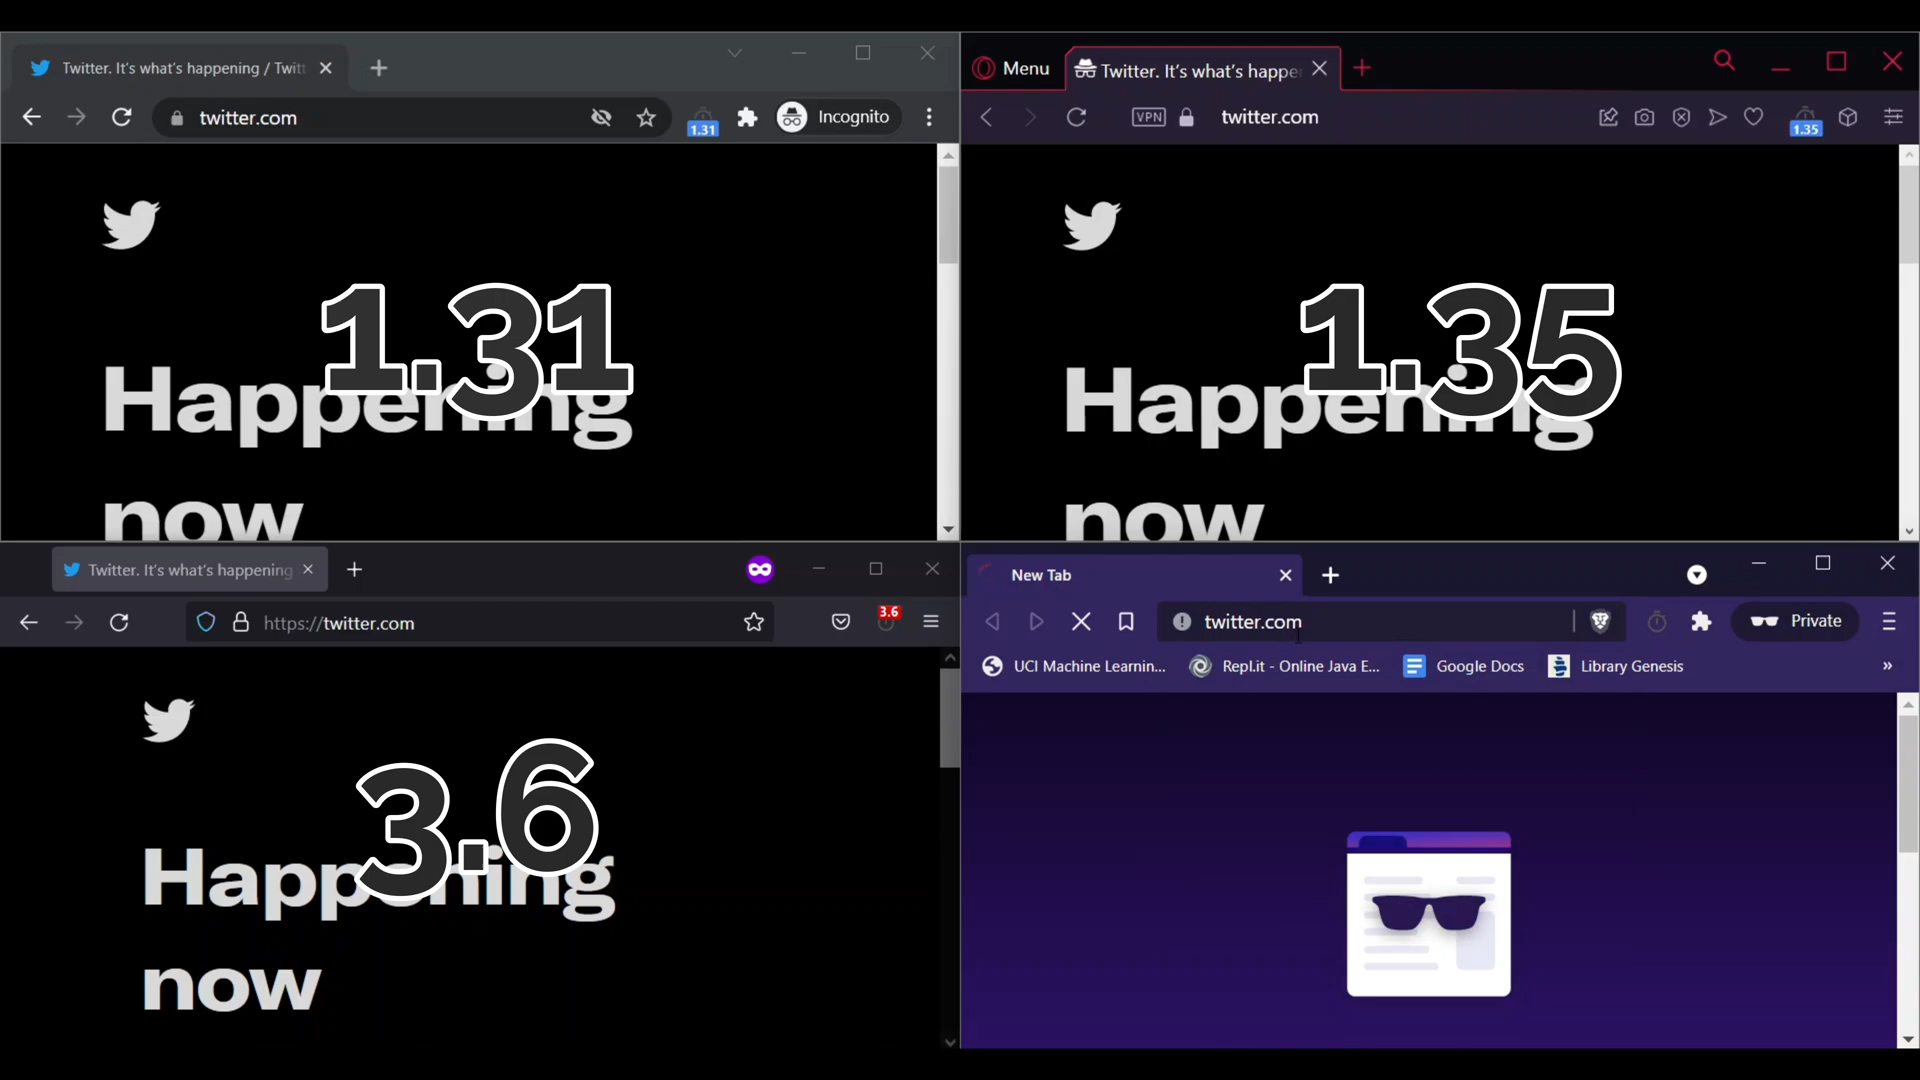 Twitter. It's what's happening / Twitt
twitter.com
1.31
Incognito
1.31
Happening
now
Menu
Twitter. It's what's happe
VPN
twitter.com
1.35
1.35
Happening
now
Twitter. It's what's happening
https://twitter.com
3.6
3.6
Happening
now
New Tab
twitter.com
Private
UCI Machine Learnin...
Repl.it - Online Java E...
Google Docs
Library Genesis